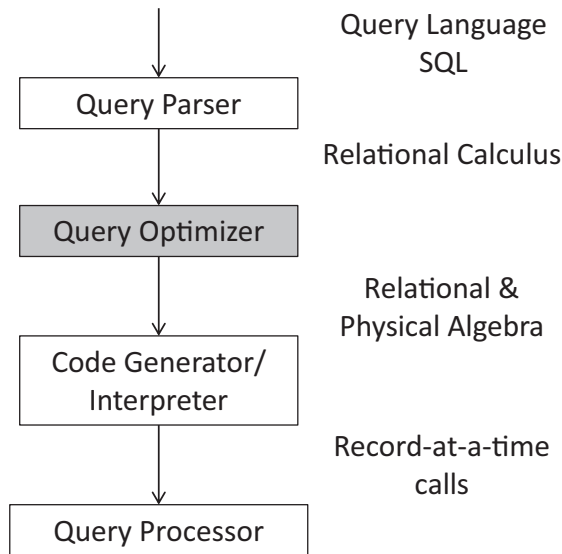 Query Language
SQL
Query Parser
Relational Calculus
Query Optimizer
Relational &
Physical Algebra
Code Generator/
Interpreter
Record-at-a-time
calls
Query Processor